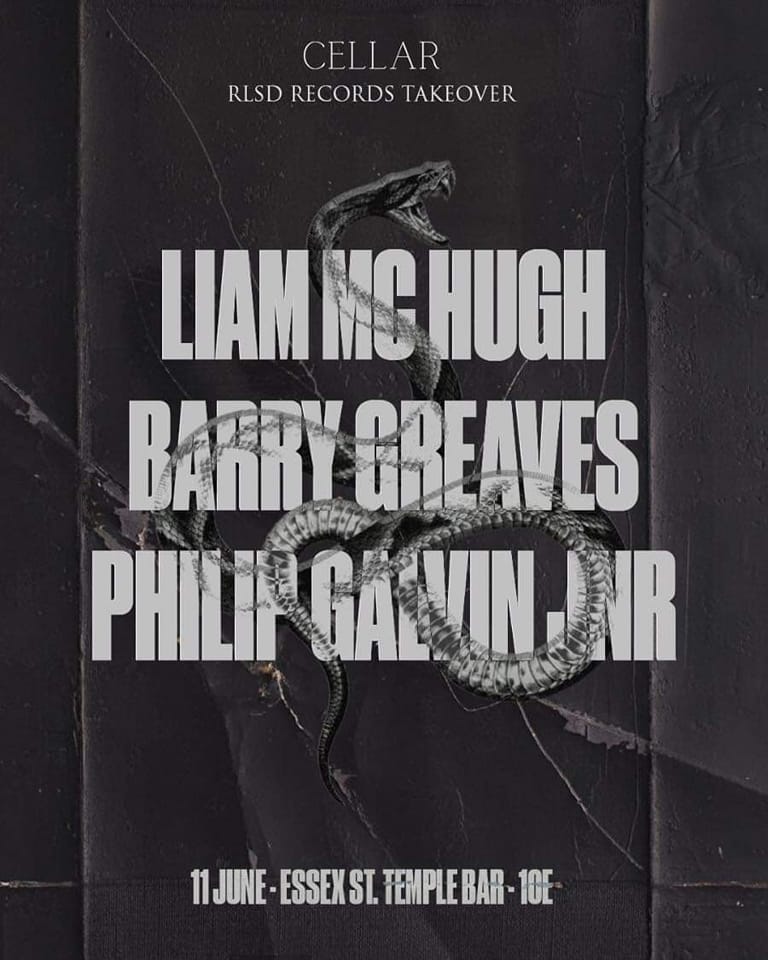 CELLAR
RLSD RECORDS TAKEOVER
LIAM MC HUGH
BARRY GREAVES
PHILIP GALVIN JNR
11 JUNE - ESSEX ST. TEMPLE BAR - 10E